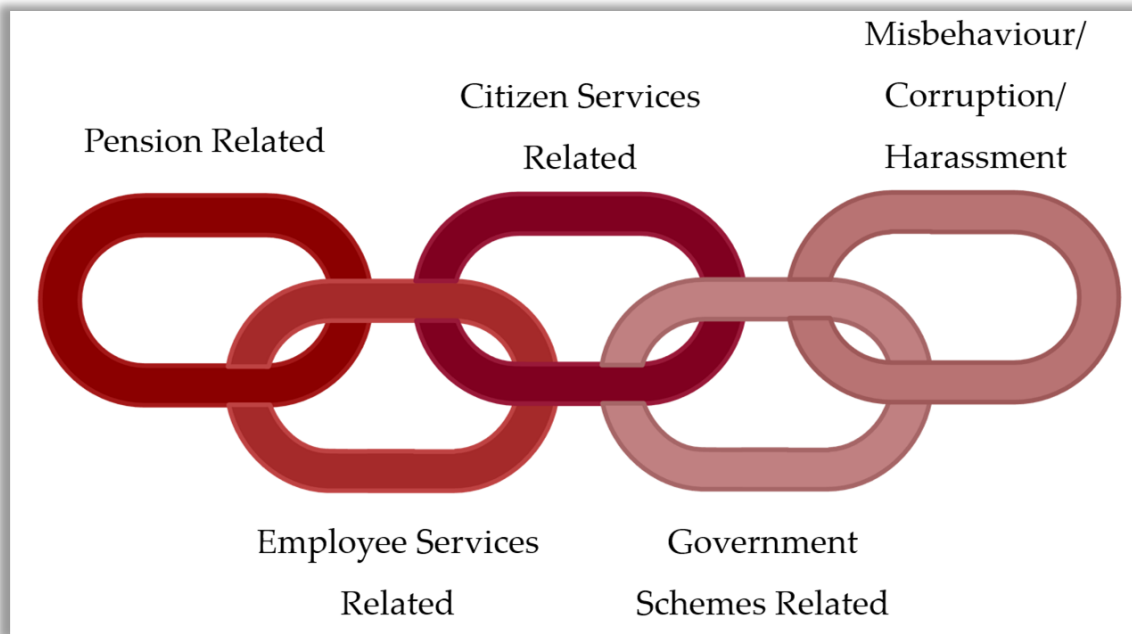 Pension Related
Employee Services
Related
Citizen Services
Related
Government
Schemes Related
Misbehaviour/
Corruption/
Harassment